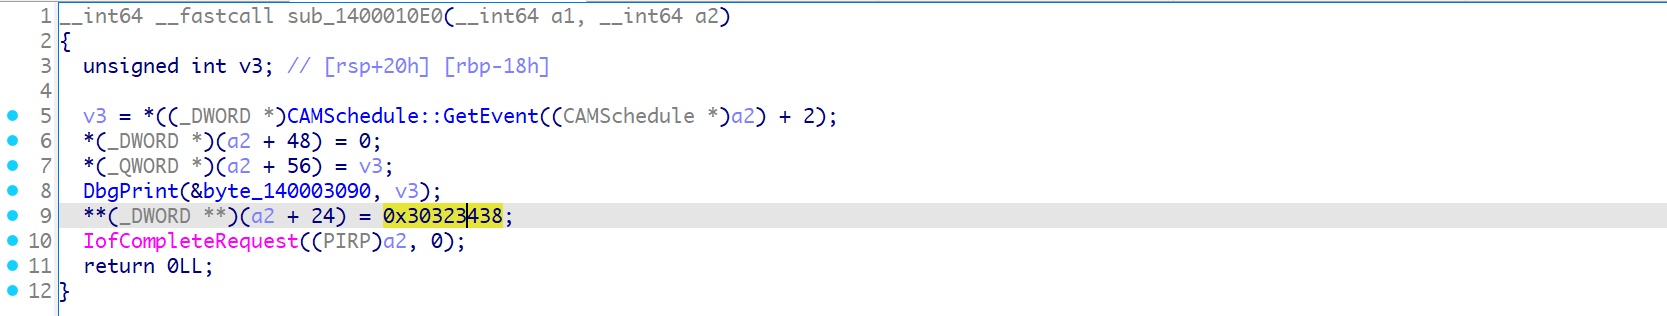 1 __int64 __fastcall sub_1400010E0(__int64 a1, __int64 a2)
2 {
3   unsigned int v3; // [rsp+20h] [rbp-18h]
4
5   v3 = *((_DWORD *)CAMSchedule::GetEvent((CAMSchedule *)a2) + 2);
6   *(_DWORD *)(a2 + 48) = 0;
7   *(_QWORD *)(a2 + 56) = v3;
8   DbgPrint(&byte_140003090, v3);
9   **(_DWORD **)(a2 + 24) = 0x30323438;
10   IofCompleteRequest((PIRP)a2, 0);
11   return 0LL;
12 }